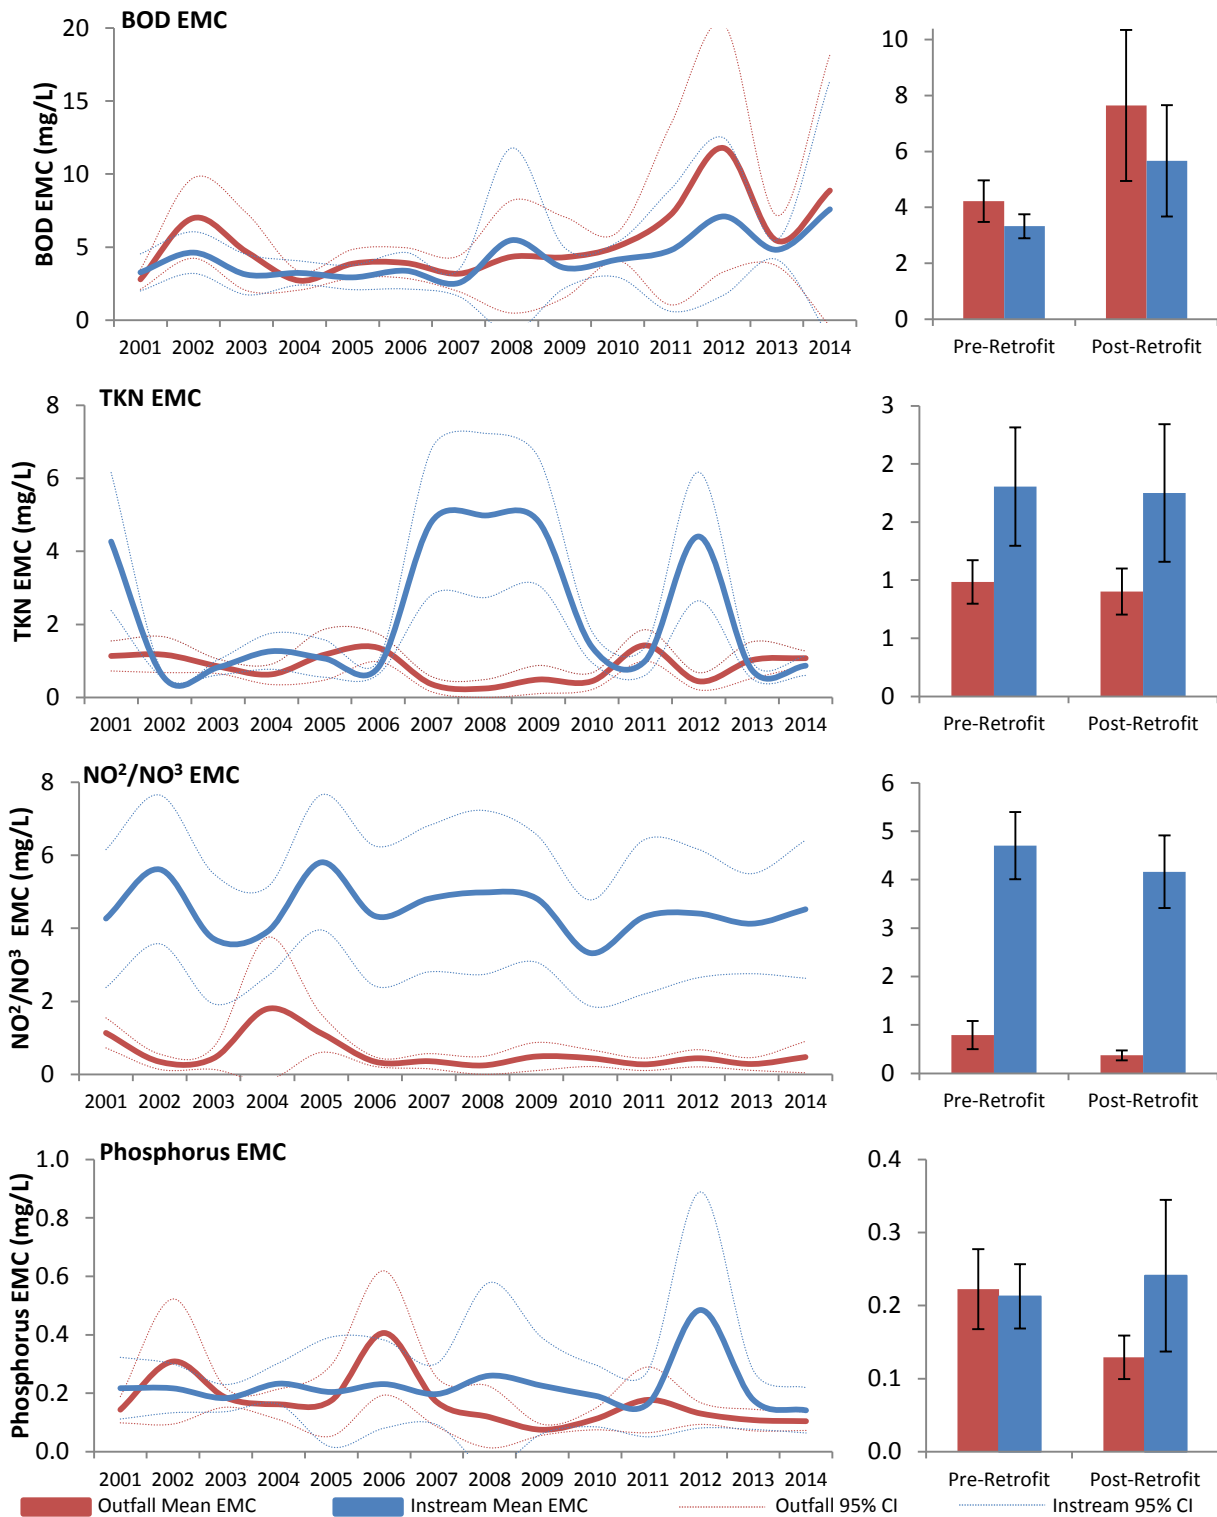 BOD EMC
BOD EMC (mg/L)
20
15
10
5
0
2001 2002 2003 2004 2005 2006 2007 2008 2009 2010 2011 2012 2013 2014
10
8
6
4
2
0
Pre-Retrofit Post-Retrofit
TKN EMC
TKN EMC (mg/L)
8
6
4
2
0
2001 2002 2003 2004 2005 2006 2007 2008 2009 2010 2011 2012 2013 2014
3
2
2
1
1
0
Pre-Retrofit Post-Retrofit
NO²/NO³ EMC
NO²/NO³ EMC (mg/L)
8
6
4
2
0
2001 2002 2003 2004 2005 2006 2007 2008 2009 2010 2011 2012 2013 2014
6
5
4
3
2
1
0
Pre-Retrofit Post-Retrofit
Phosphorus EMC
Phosphorus EMC (mg/L)
1.0
0.8
0.6
0.4
0.2
0.0
2001 2002 2003 2004 2005 2006 2007 2008 2009 2010 2011 2012 2013 2014
0.4
0.3
0.2
0.1
0.0
Pre-Retrofit Post-Retrofit
Outfall Mean EMC Instream Mean EMC Outfall 95% CI Instream 95% CI